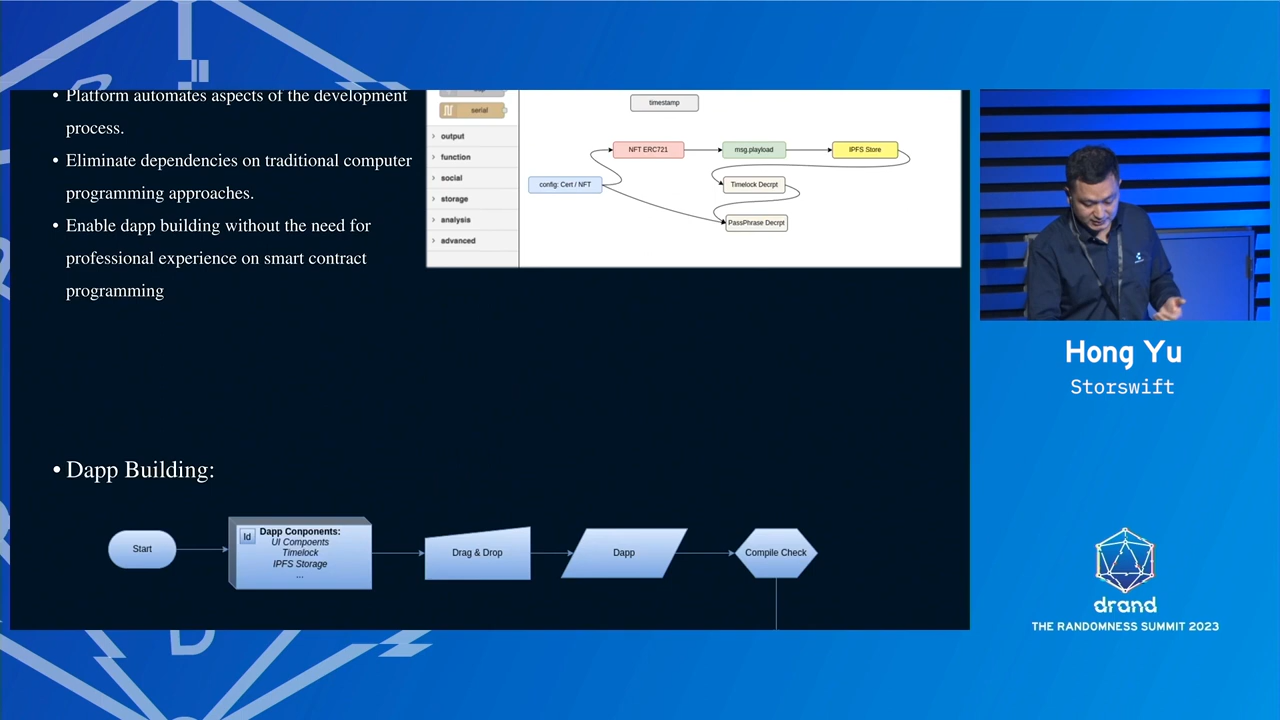 • Platform automates aspects of the development
process.
• Eliminate dependencies on traditional computer
programming approaches.
• Enable dapp building without the need for
professional experience on smart contract
programming
serial
output
function
social
storage
analysis
advanced
timestamp
NFT ERC721
msg.playload
IPFS Store
config: Cert / NFT
Timelock Decrpt
PassPhrase Decrpt
• Dapp Building:
Start
Id
Dapp Conponents:
UI Compoents
Timelock
IPFS Storage
...
Drag & Drop
Dapp
Compile Check
Hong Yu
Storswift
drand
THE RANDOMNESS SUMMIT 2023